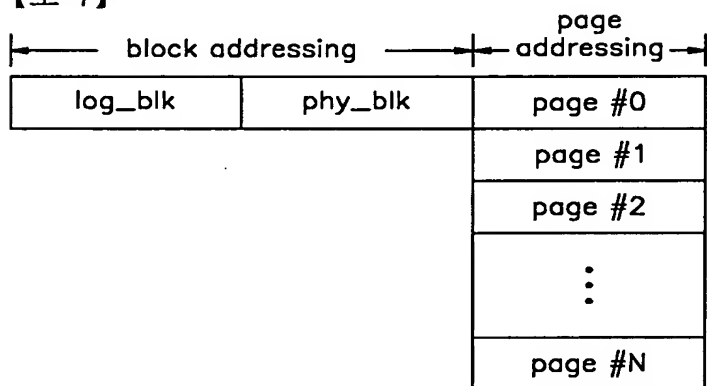 page
block addressing addressing
log_blk phy_blk page #0
page #1
page #2
⋮
page #N